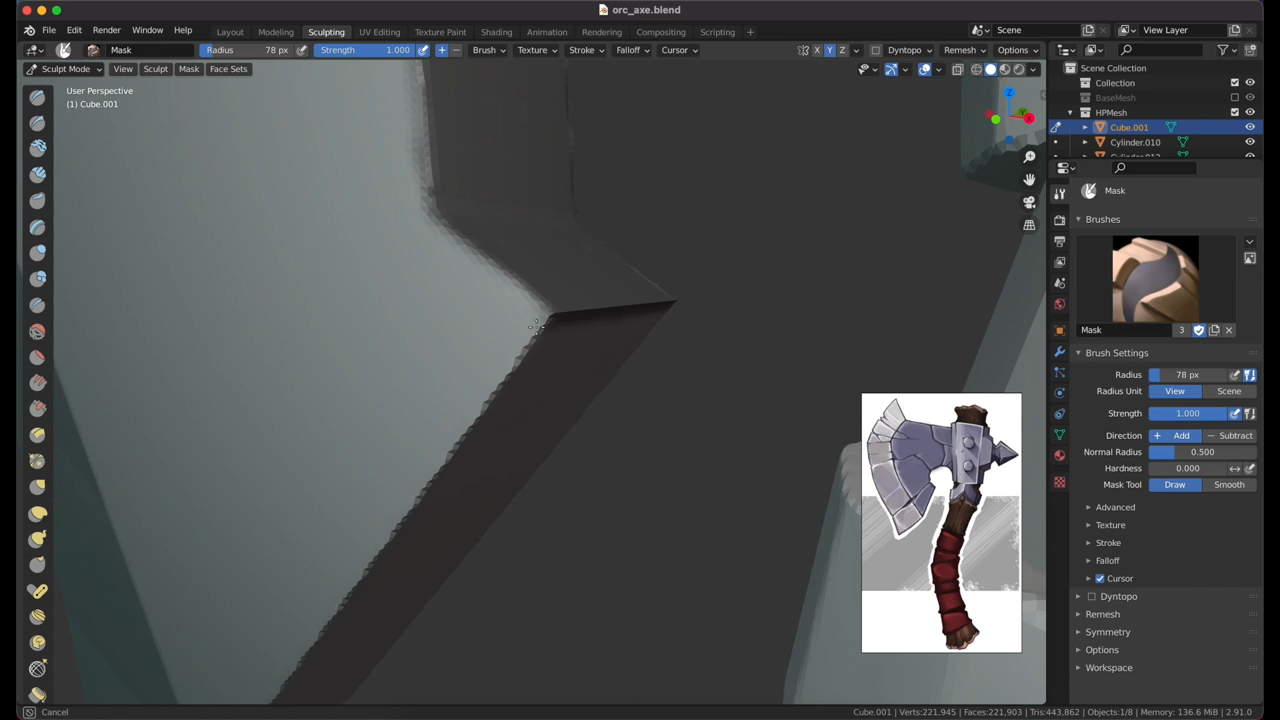 orc_axe.blend
File Edit Render Window Help Layout Modeling Sculpting UV Editing Texture Paint Shading Animation Rendering Compositing Scripting + Scene View Layer
Mask Radius 78 px Strength 1.000 Brush Texture Stroke Falloff Cursor X Y Z Dyntopo Remesh Options
Sculpt Mode View Sculpt Mask Face Sets
Scene Collection
User Perspective
(1) Cube.001
Collection
BaseMesh
HPMesh
Cube.001
Cylinder.010
Z
Y
X
Mask
Brushes
Mask 3
Brush Settings
Radius 78 px
Radius Unit View Scene
Strength 1.000
Direction + Add − Subtract
Normal Radius 0.500
Hardness 0.000
Mask Tool Draw Smooth
Advanced
Texture
Stroke
Falloff
Cursor
Dyntopo
Remesh
Symmetry
Options
Workspace
Cancel
Cube.001 | Verts:221,945 | Faces:221,903 | Tris:443,862 | Objects:1/8 | Memory: 136.6 MiB | 2.91.0